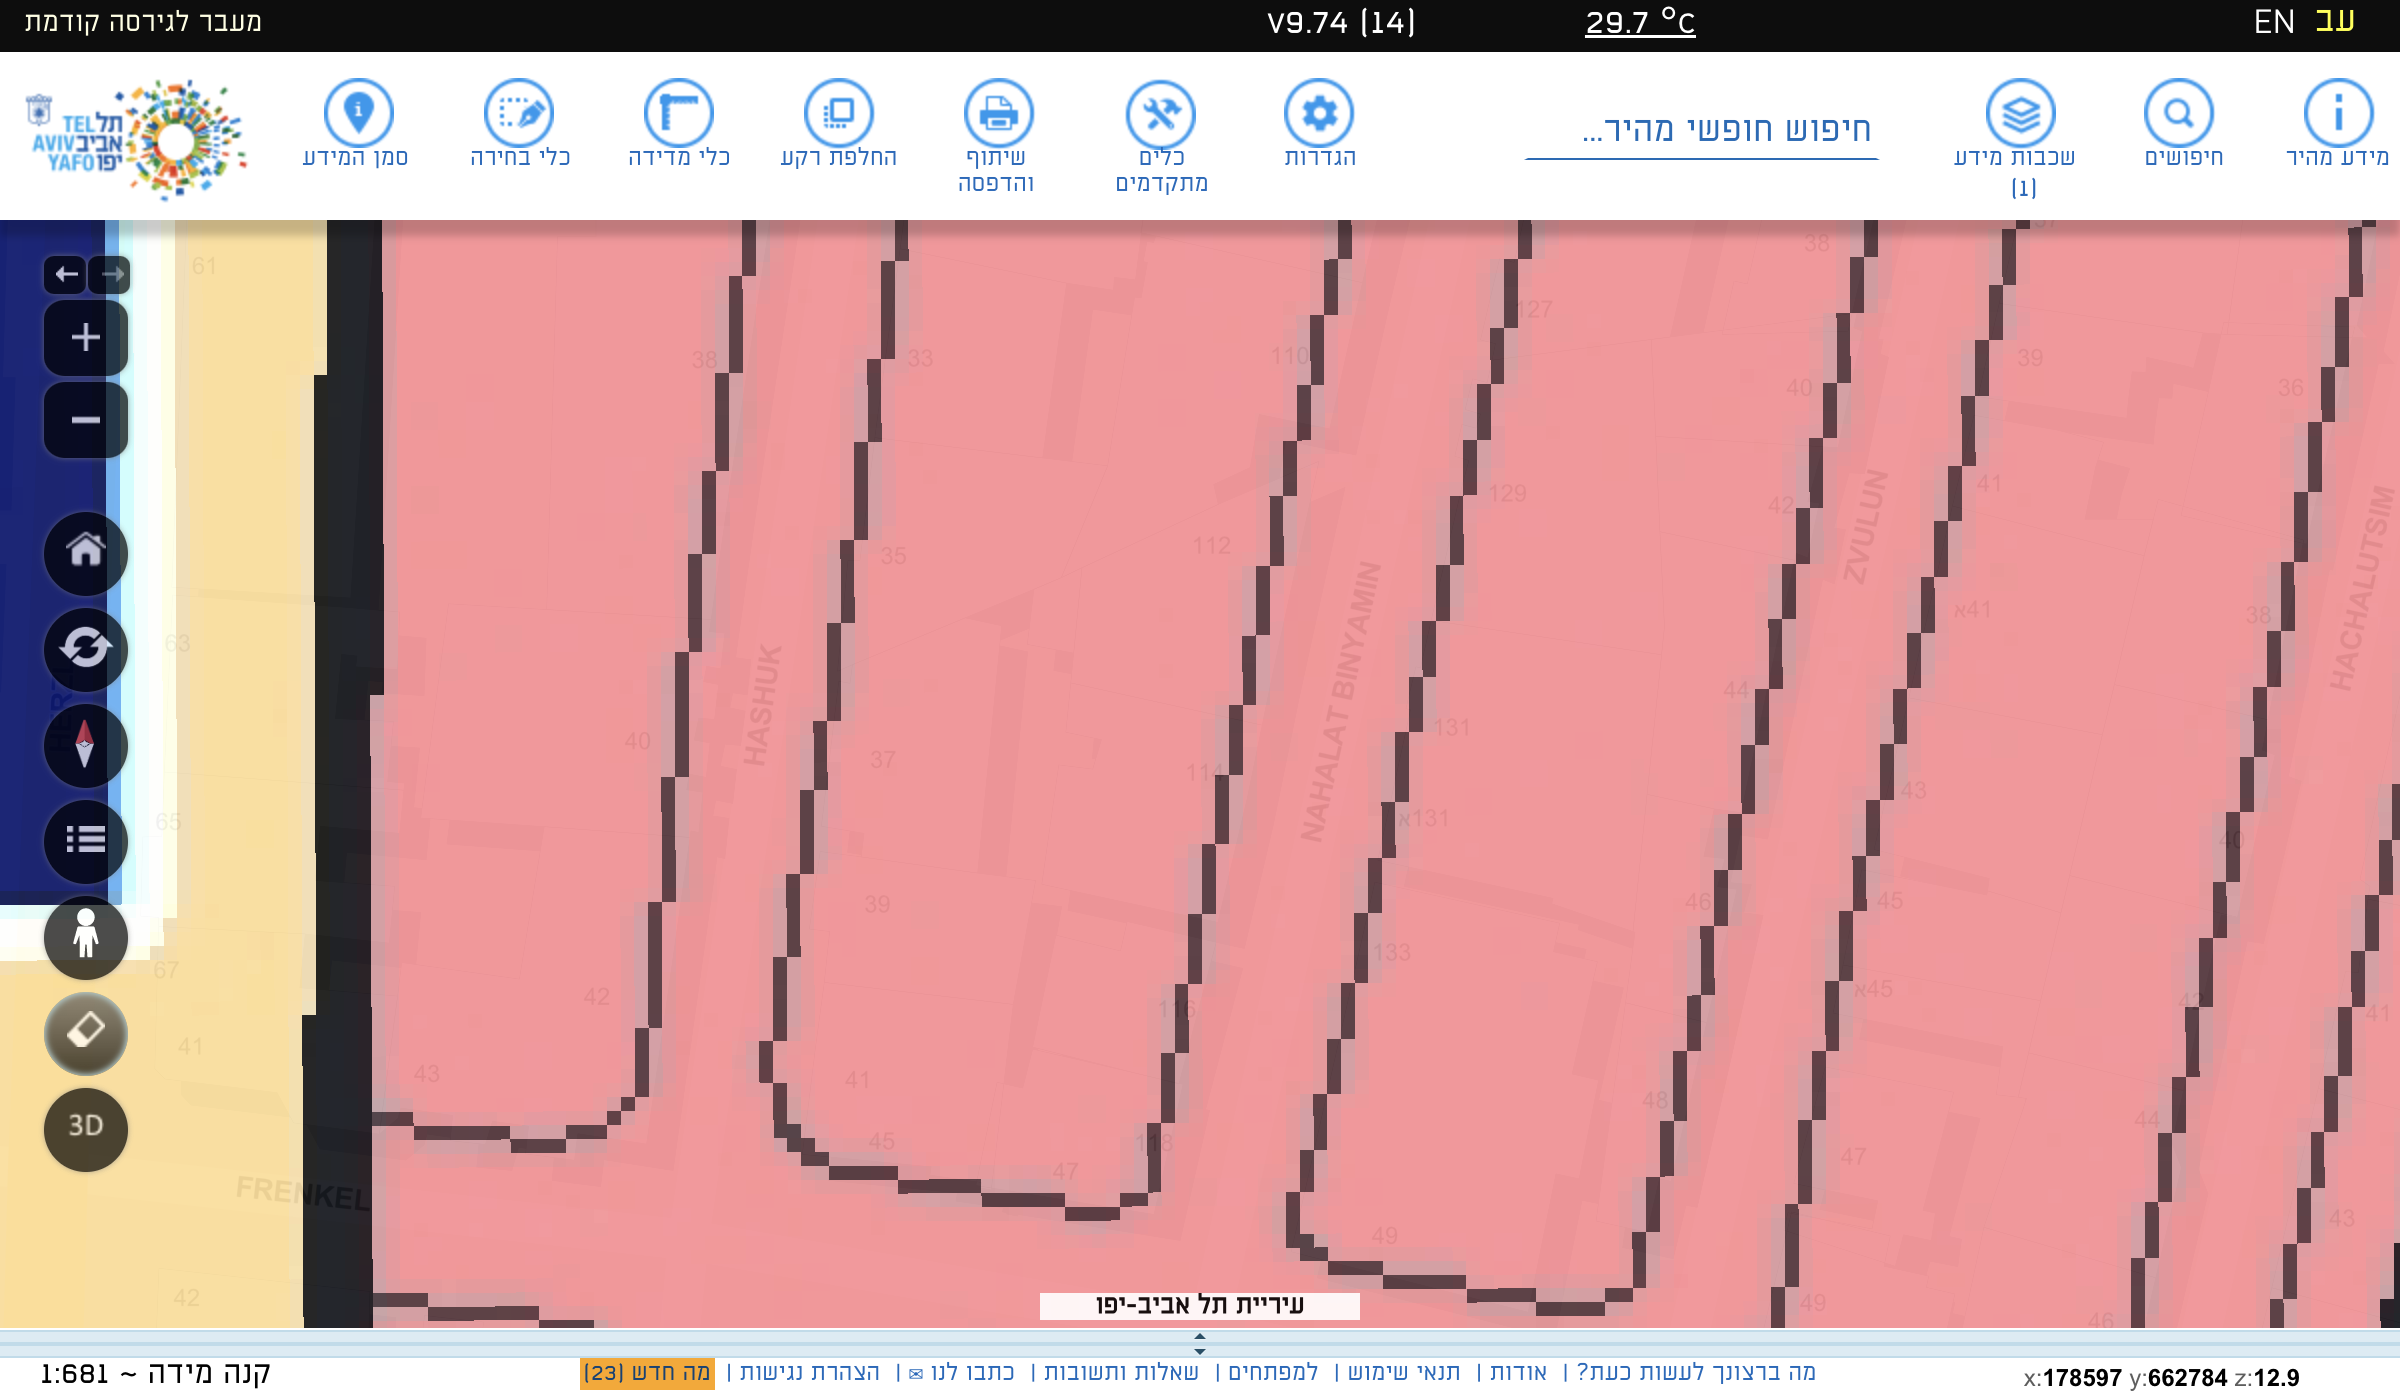 מעבר לגירסה קודמת
V9.74 (14)
29.7 °C
EN עב
תל
אביב
יפו
TEL
AVIV
YAFO
סמן המידע
כלי בחירה
כלי מדידה
החלפת רקע
שיתוף
והדפסה
כלים
מתקדמים
הגדרות
חיפוש חופשי מהיר...
שכבות מידע
(1)
חיפושים
מידע מהיר
61
38
33
110
127
38
37
39
36
40
35
112
129
42
41
א41
38
ZVULUN
HACHALUTSIM
63
HASHUK
NAHALAT BINYAMIN
40
37
114
131
44
43
65
א131
40
39
46
45
67
42
133
א45
42
41
116
41
43
41
48
44
45
118
47
47
FRENKEL
49
43
42
49
46
3D
עיריית תל אביב-יפו
קנה מידה ~ 1:681
מה ברצונך לעשות כעת? | אודות | תנאי שימוש | למפתחים | שאלות ותשובות | כתבו לנו ✉ | הצהרת נגישות | מה חדש (23)
x:178597 y:662784 z:12.9